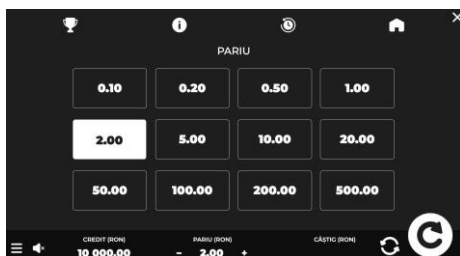 PARIU
0.10 0.20 0.50 1.00
2.00 5.00 10.00 20.00
50.00 100.00 200.00 500.00
CREDIT (RON) PARIU (RON) CÂȘTIG (RON)
10 000.00 - 2.00 +